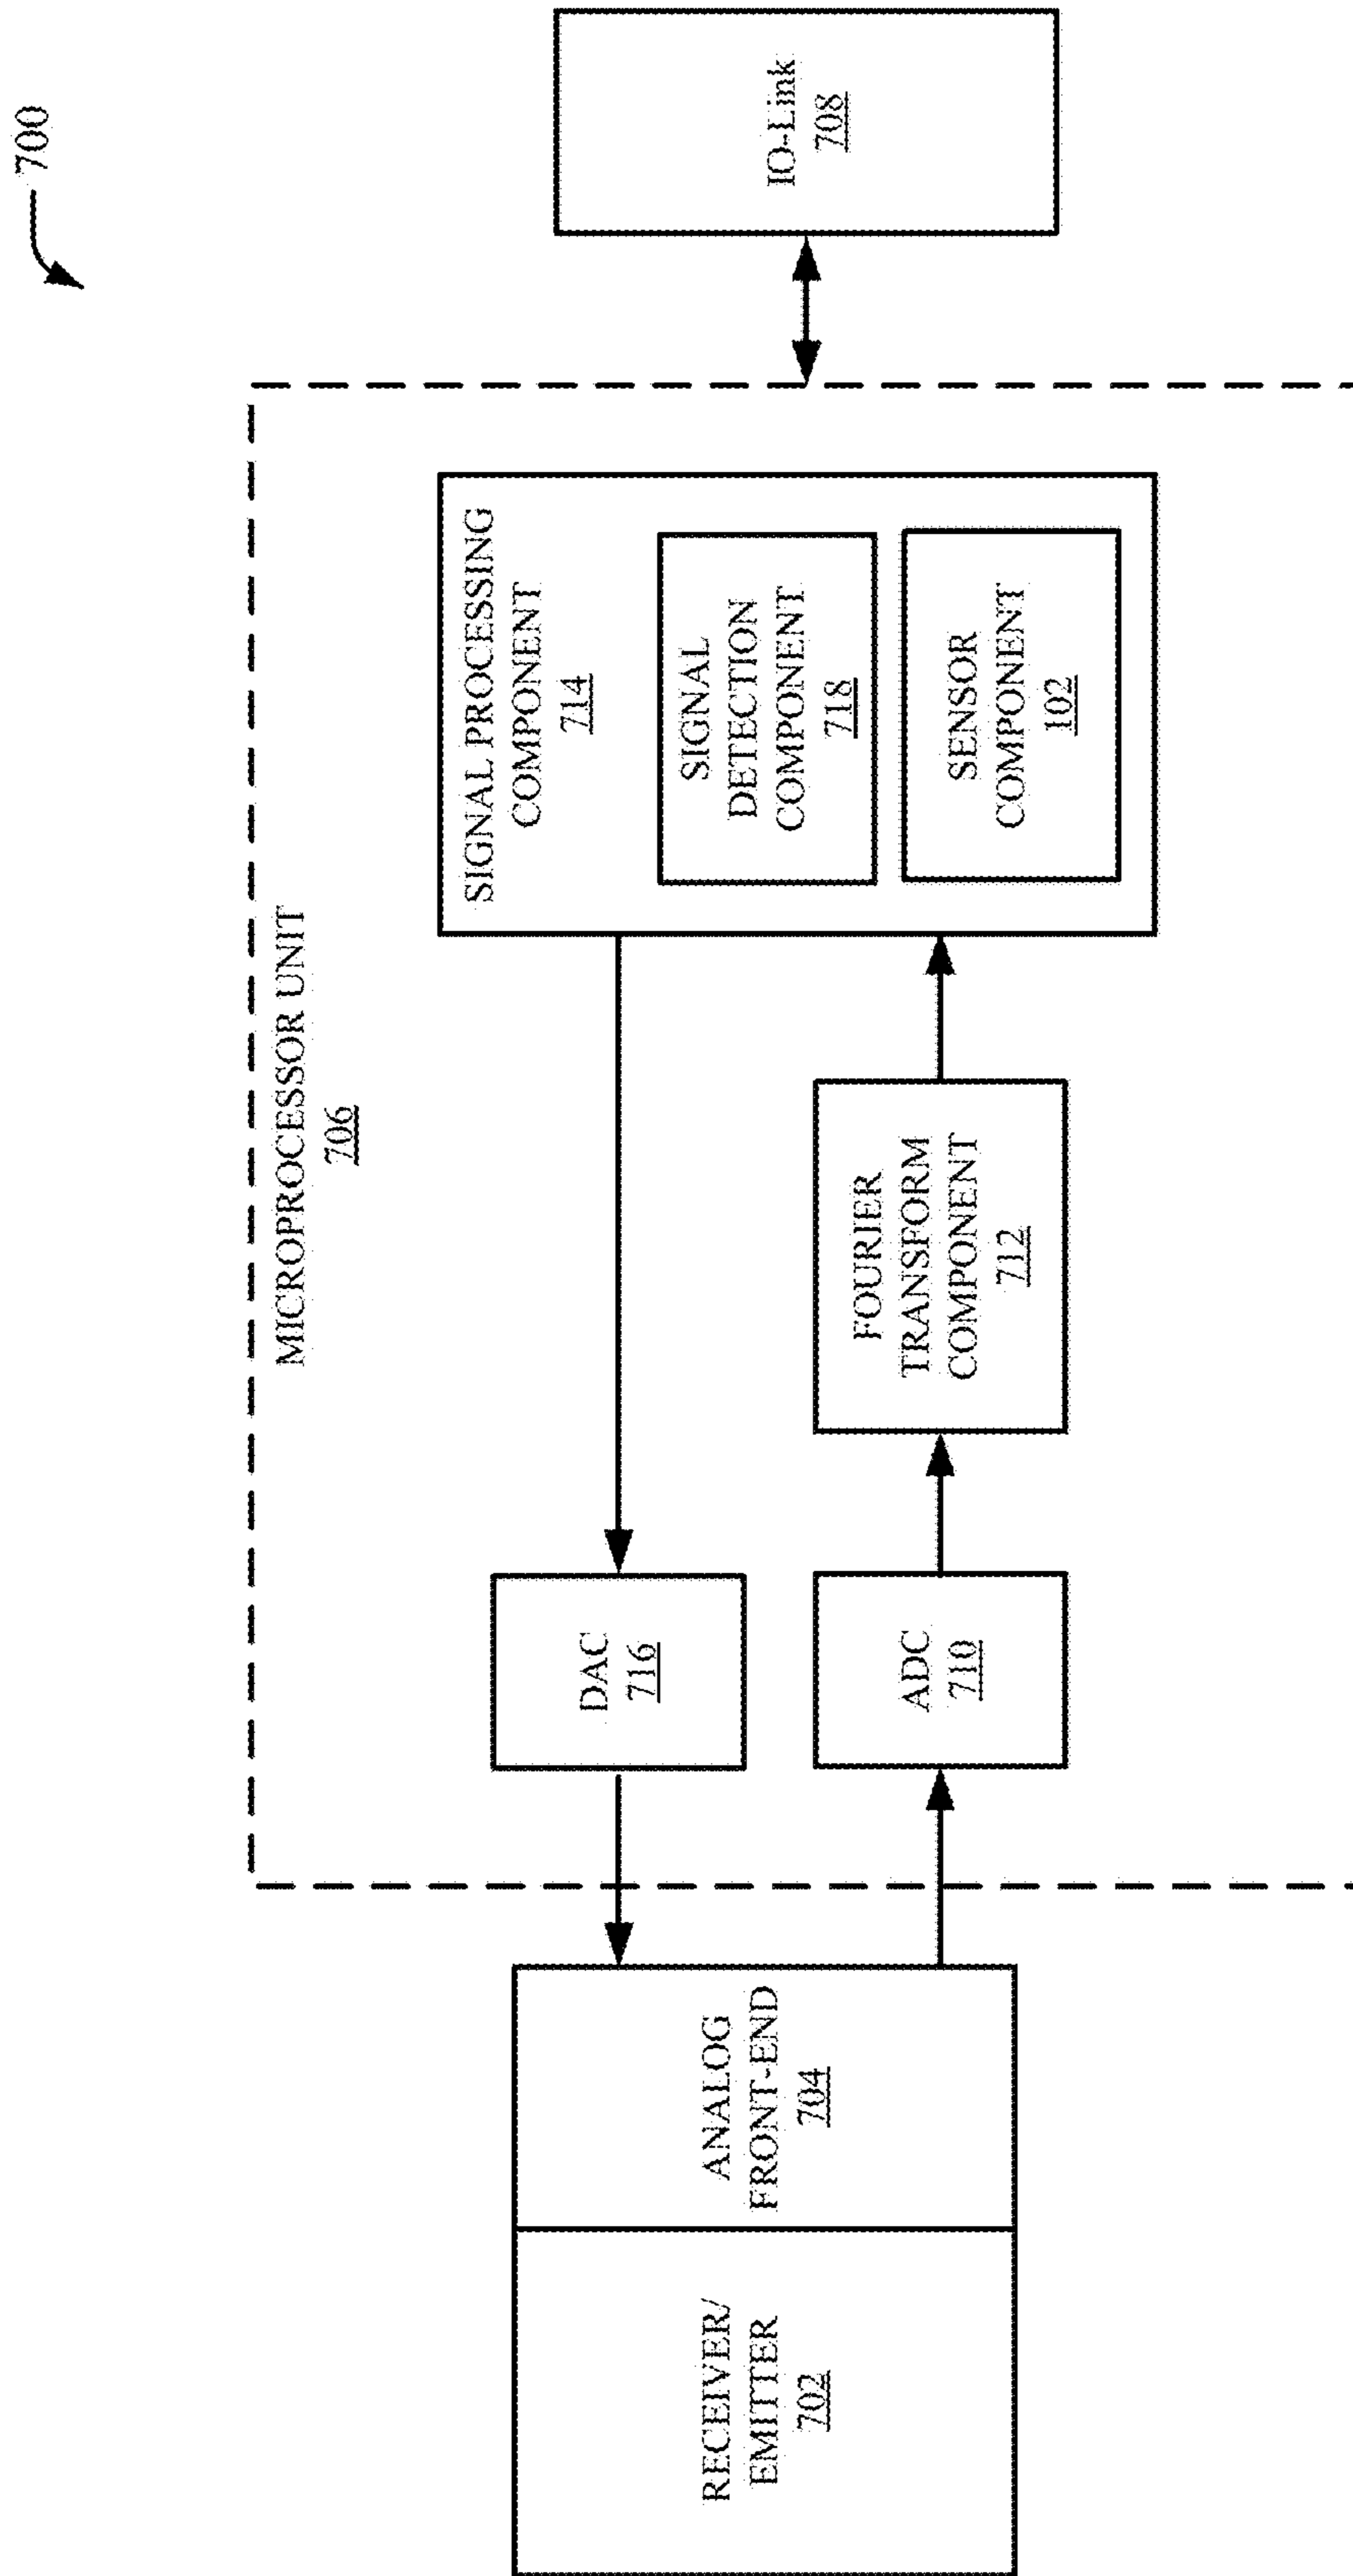 700
MICROPROCESSOR UNIT
706
RECEIVER/
EMITTER
702
ANALOG
FRONT-END
704
DAC
716
ADC
710
FOURIER
TRANSFORM
COMPONENT
712
SIGNAL PROCESSING
COMPONENT
714
SIGNAL
DETECTION
COMPONENT
718
SENSOR
COMPONENT
102
IO-Link
708